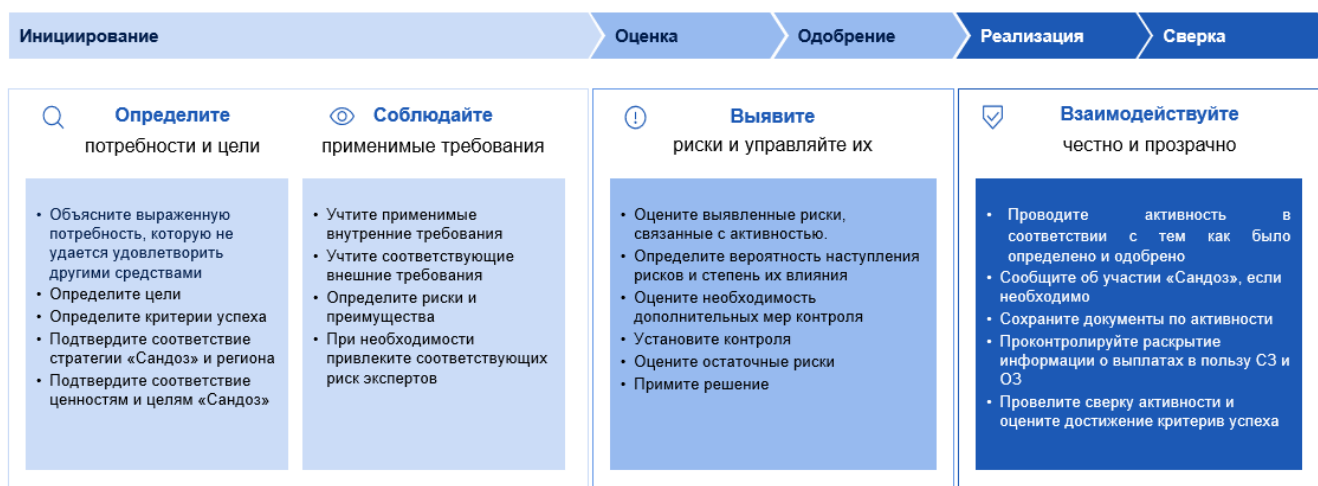 Инициирование
Оценка
Одобрение
Реализация
Сверка
Определите
потребности и цели
• Объясните выраженную
потребность, которую не
удается удовлетворить
другими средствами
• Определите цели
• Определите критерии успеха
• Подтвердите соответствие
стратегии «Сандоз» и региона
• Подтвердите соответствие
ценностям и целям «Сандоз»
Соблюдайте
применимые требования
• Учтите применимые
внутренние требования
• Учтите соответствующие
внешние требования
• Определите риски и
преимущества
• При необходимости
привлеките соответствующих
риск экспертов
Выявите
риски и управляйте их
• Оцените выявленные риски,
связанные с активностью.
• Определите вероятность наступления
рисков и степень их влияния
• Оцените необходимость
дополнительных мер контроля
• Установите контроля
• Оцените остаточные риски
• Примите решение
Взаимодействуйте
честно и прозрачно
• Проводите активность в
соответствии с тем как было
определено и одобрено
• Сообщите об участии «Сандоз», если
необходимо
• Сохраните документы по активности
• Проконтролируйте раскрытие
информации о выплатах в пользу СЗ и
ОЗ
• Провелите сверку активности и
оцените достижение критерив успеха